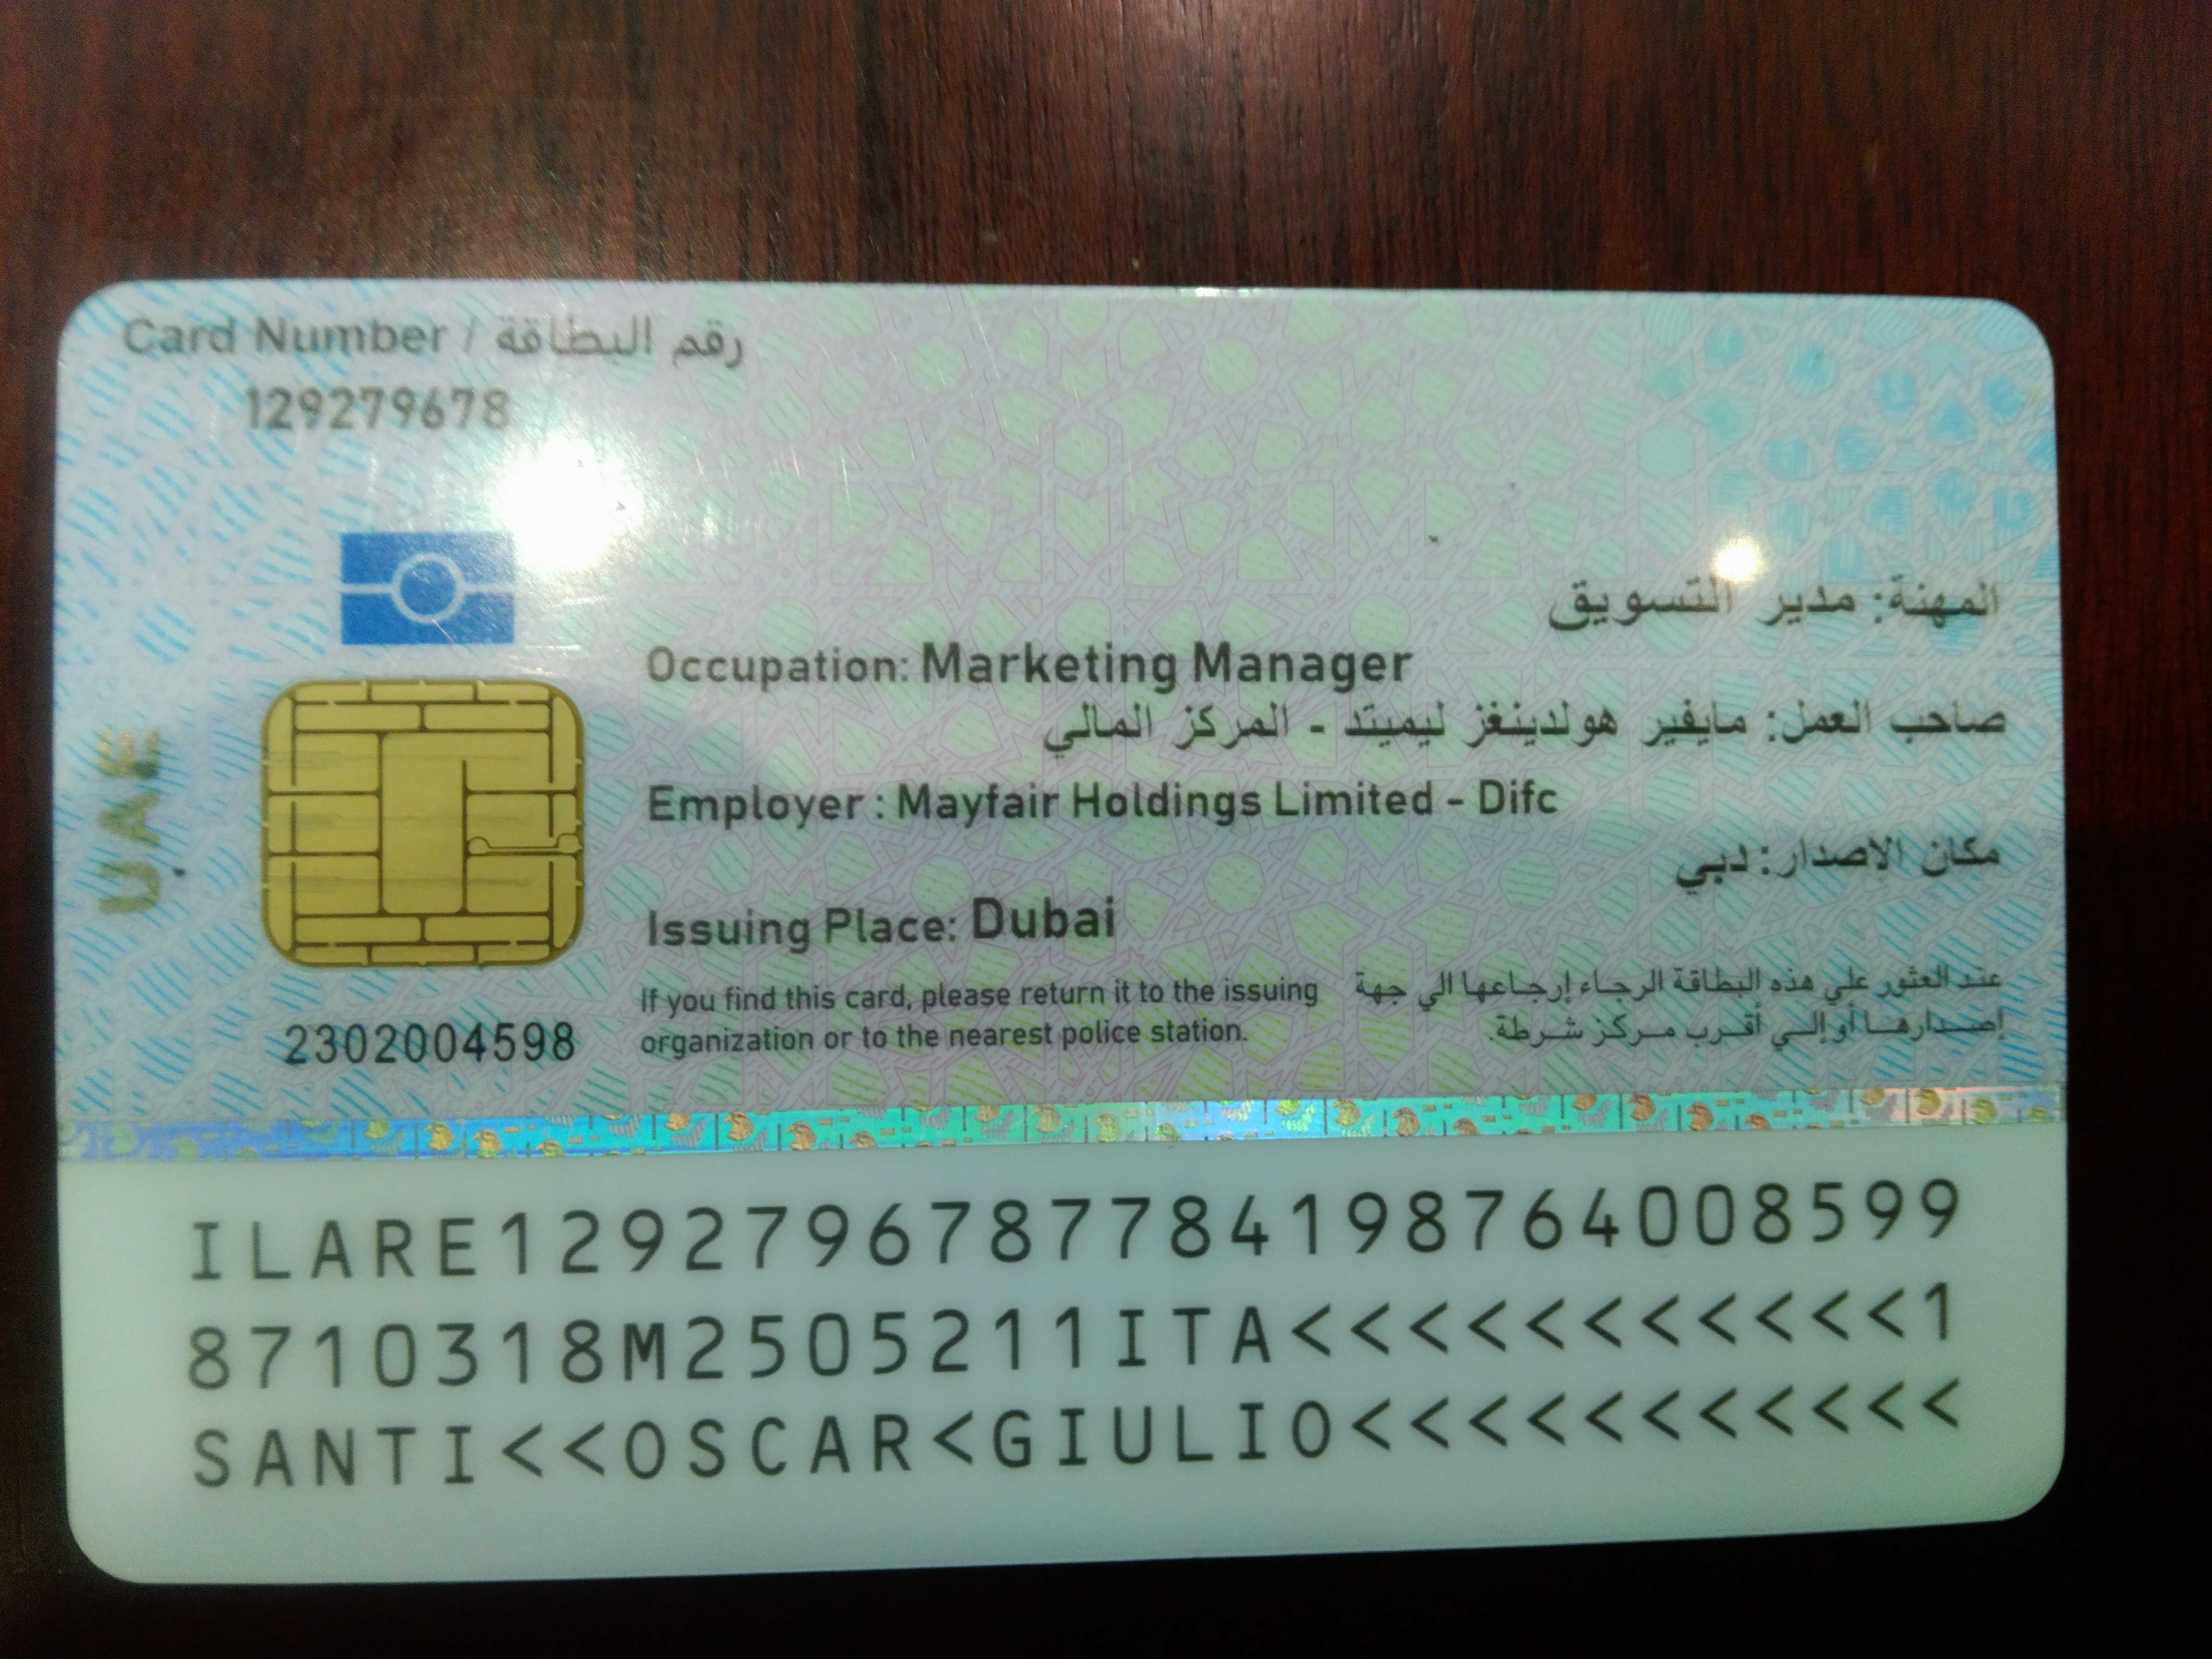 Card Number / رقم البطاقة
129279678
المهنة: مدير التسويق
Occupation: Marketing Manager
صاحب العمل: مايفير هولدينغز ليميتد - المركز المالي
Employer : Mayfair Holdings Limited - Difc
مكان الاصدار: دبي
Issuing Place: Dubai
UAE
If you find this card, please return it to the issuing
organization or to the nearest police station.
عند العثور علي هذه البطاقة الرجاء إرجاعها الي جهة
إصدارها أو إلي أقرب مركز شرطة.
2302004598
ILARE1292796787784198764008599
8710318M2505211ITA<<<<<<<<<<<1
SANTI<<OSCAR<GIULIO<<<<<<<<<<<